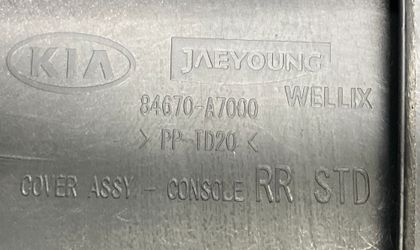 KIA JAEYOUNG
84670-A7000 WELLIX
> PP-TD20 <
COVER ASSY - CONSOLE RR STD